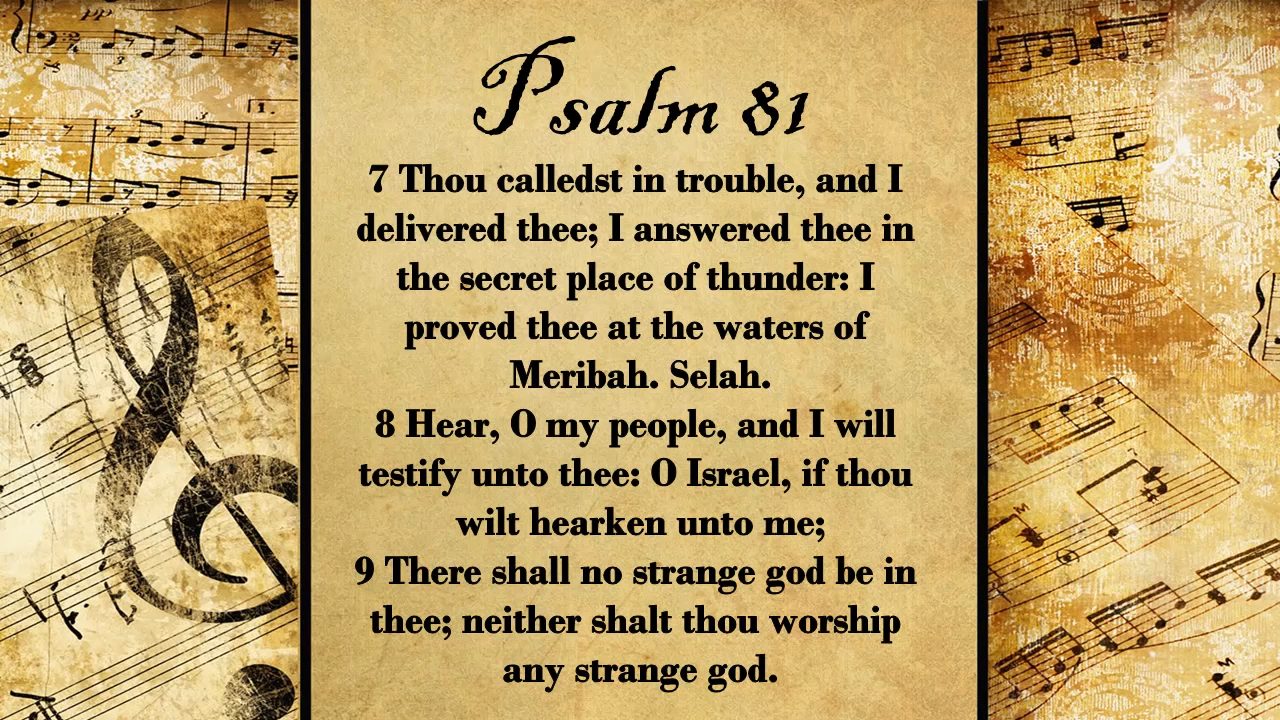 Psalm 81
7 Thou calledst in trouble, and I
delivered thee; I answered thee in
the secret place of thunder: I
proved thee at the waters of
Meribah. Selah.
8 Hear, O my people, and I will
testify unto thee: O Israel, if thou
wilt hearken unto me;
9 There shall no strange god be in
thee; neither shalt thou worship
any strange god.